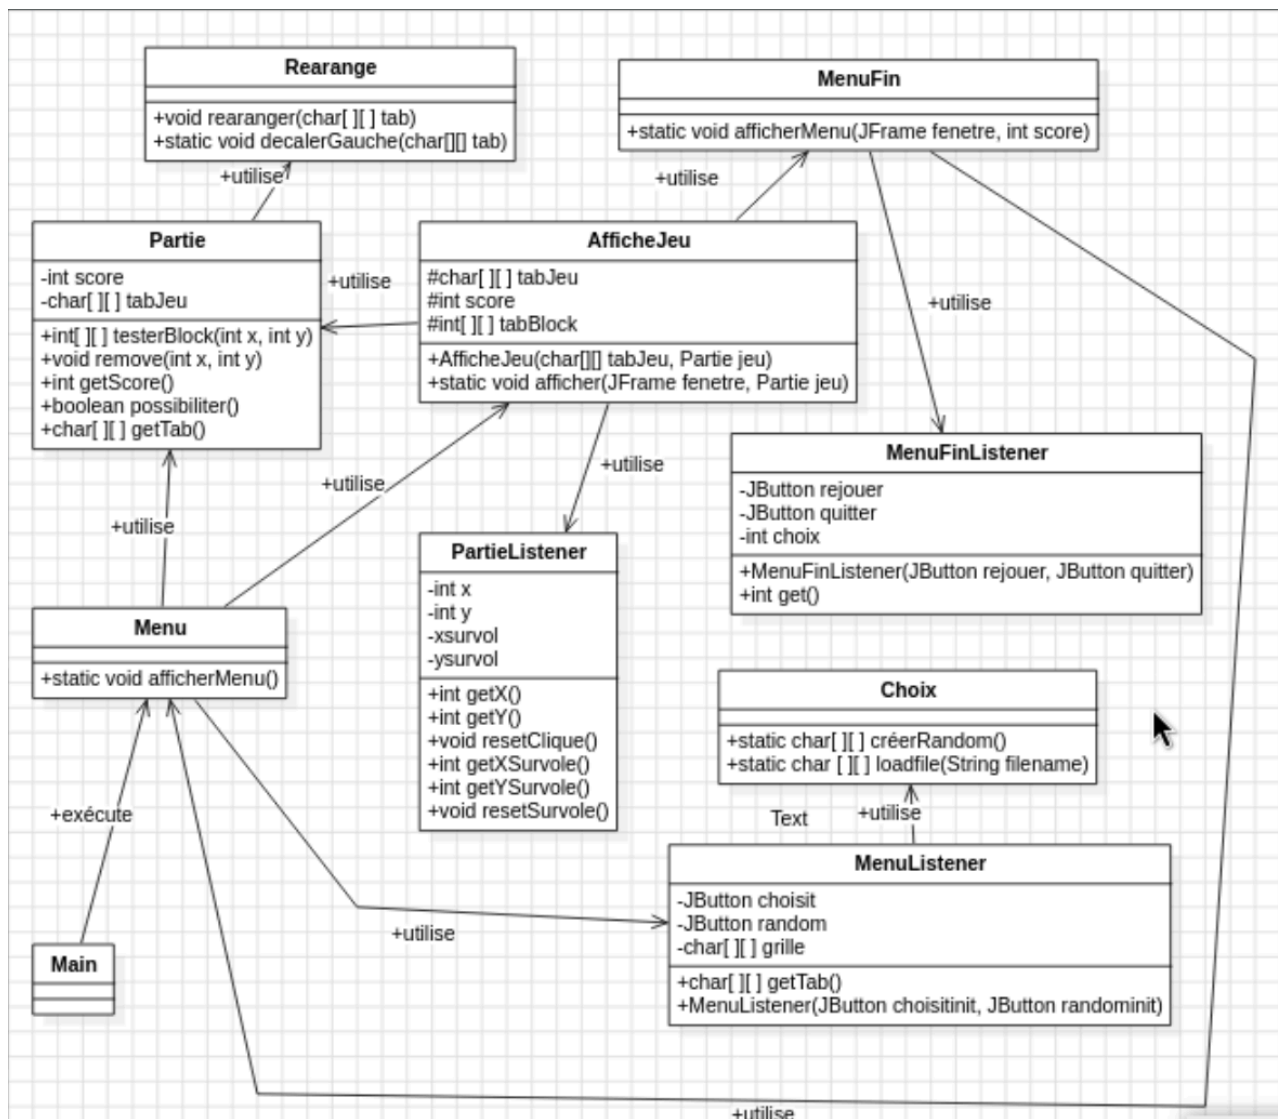 Rearange
+void rearanger(char[ ][ ] tab)
+static void decalerGauche(char[][] tab)
MenuFin
+static void afficherMenu(JFrame fenetre, int score)
+utilise
+utilise
Partie
-int score
-char[ ][ ] tabJeu
+int[ ][ ] testerBlock(int x, int y)
+void remove(int x, int y)
+int getScore()
+boolean possibiliter()
+char[ ][ ] getTab()
+utilise
AfficheJeu
#char[ ][ ] tabJeu
#int score
#int[ ][ ] tabBlock
+AfficheJeu(char[][] tabJeu, Partie jeu)
+static void afficher(JFrame fenetre, Partie jeu)
+utilise
+utilise
+utilise
+utilise
MenuFinListener
-JButton rejouer
-JButton quitter
-int choix
+MenuFinListener(JButton rejouer, JButton quitter)
+int get()
PartieListener
-int x
-int y
-xsurvol
-ysurvol
+int getX()
+int getY()
+void resetClique()
+int getXSurvole()
+int getYSurvole()
+void resetSurvole()
Menu
+static void afficherMenu()
Choix
+static char[ ][ ] créerRandom()
+static char [ ][ ] loadfile(String filename)
+exécute
Text
+utilise
MenuListener
-JButton choisit
-JButton random
-char[ ][ ] grille
+char[ ][ ] getTab()
+MenuListener(JButton choisitinit, JButton randominit)
+utilise
Main
+utilise